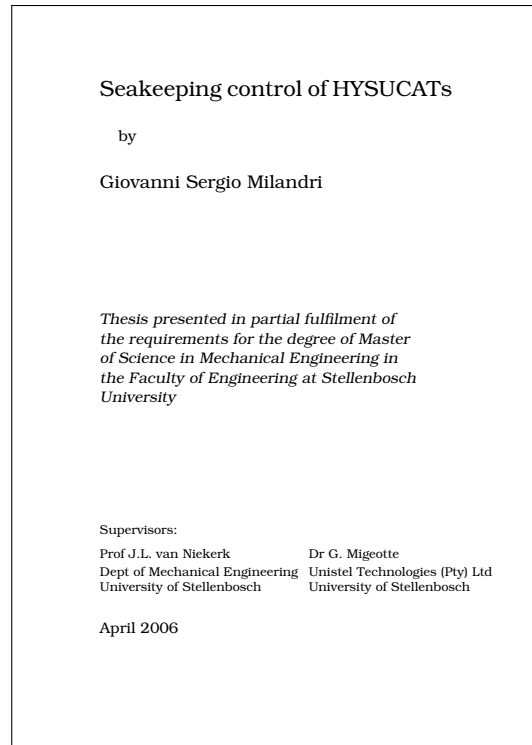 Seakeeping control of HYSUCATs
by
Giovanni Sergio Milandri
Thesis presented in partial fulfilment of
the requirements for the degree of Master
of Science in Mechanical Engineering in
the Faculty of Engineering at Stellenbosch
University
Supervisors:
Prof J.L. van Niekerk Dr G. Migeotte
Dept of Mechanical Engineering Unistel Technologies (Pty) Ltd
University of Stellenbosch University of Stellenbosch
April 2006